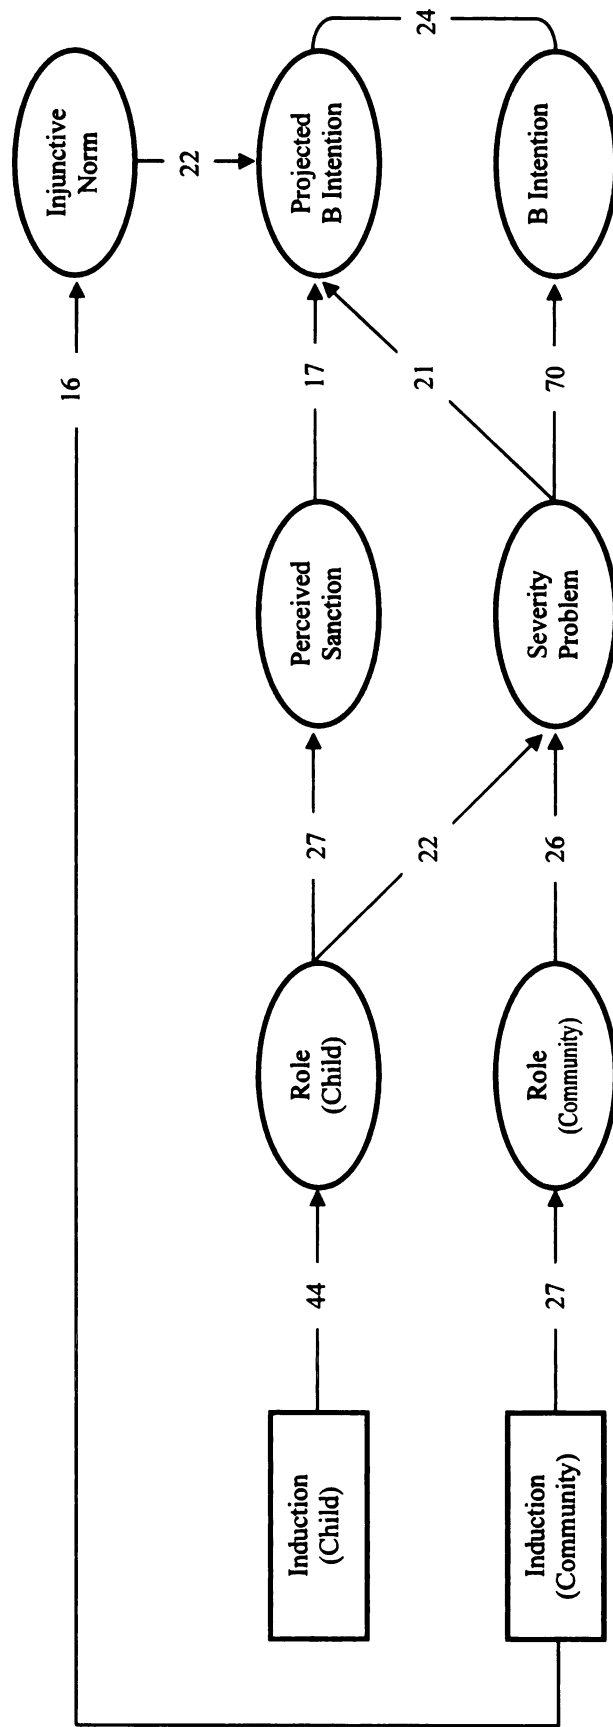 16
Injunctive
Norm
22
Induction
(Child)
44
Role
(Child)
27
Perceived
Sanction
17
Projected
B Intention
22
21
24
Induction
(Community)
27
Role
(Community)
26
Severity
Problem
70
B Intention